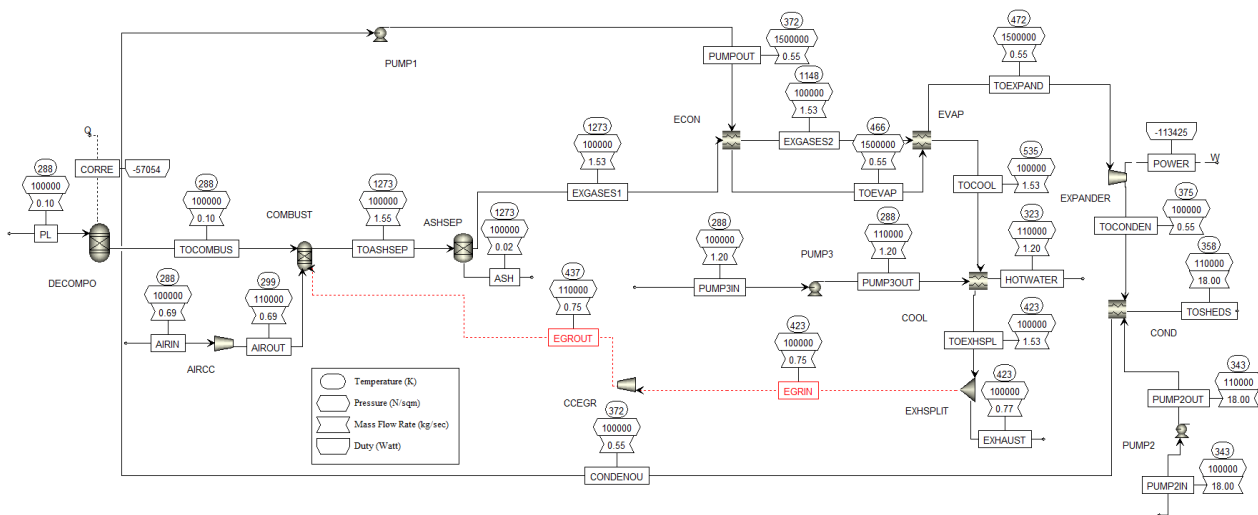 372
1500000
0.55
PUMPOUT
PUMP1
472
1500000
0.55
TOEXPAND
1148
100000
1.53
EXGASES2
ECON
EVAP
466
1500000
0.55
TOEVAP
Q
CORRE
-57054
288
100000
0.10
PL
DECOMPO
288
100000
0.10
TOCOMBUS
COMBUST
1273
100000
1.55
TOASHSEP
ASHSEP
1273
100000
1.53
EXGASES1
1273
100000
0.02
ASH
535
100000
1.53
TOCOOL
-113425
POWER
W
EXPANDER
375
100000
0.55
TOCONDEN
358
110000
18.00
TOSHEDS
COND
288
100000
0.69
AIRIN
AIRCC
299
110000
0.69
AIROUT
437
110000
0.75
EGROUT
288
100000
1.20
PUMP3IN
PUMP3
288
110000
1.20
PUMP3OUT
COOL
323
110000
1.20
HOTWATER
423
100000
1.53
TOEXHSPL
423
100000
0.75
EGRIN
CCEGR
EXHSPLIT
423
100000
0.77
EXHAUST
343
110000
18.00
PUMP2OUT
PUMP2
343
100000
18.00
PUMP2IN
372
100000
0.55
CONDENOU
Temperature (K)
Pressure (N/sqm)
Mass Flow Rate (kg/sec)
Duty (Watt)